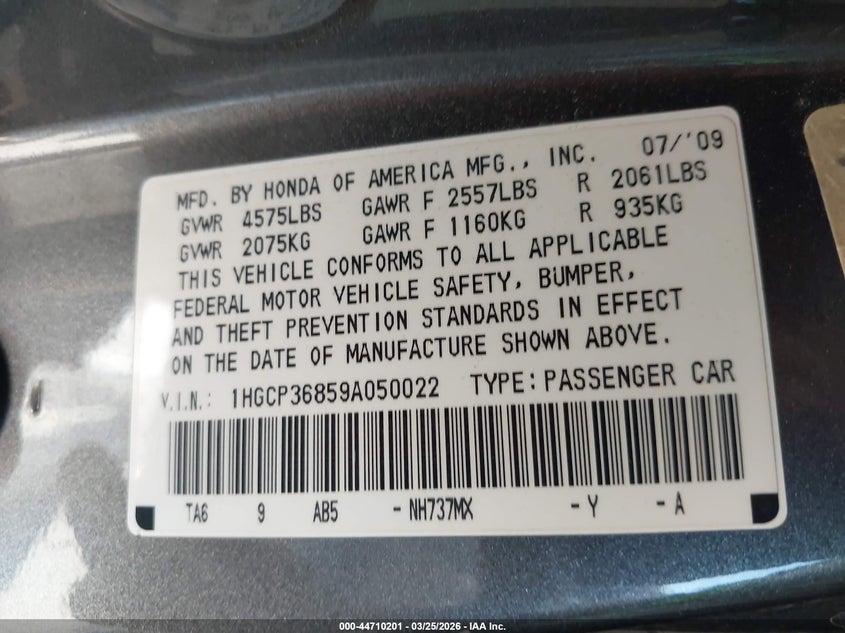 MFD. BY HONDA OF AMERICA MFG., INC. 07/'09
GVWR 4575LBS GAWR F 2557LBS R 2061LBS
GVWR 2075KG GAWR F 1160KG R 935KG
THIS VEHICLE CONFORMS TO ALL APPLICABLE
FEDERAL MOTOR VEHICLE SAFETY, BUMPER,
AND THEFT PREVENTION STANDARDS IN EFFECT
ON THE DATE OF MANUFACTURE SHOWN ABOVE.
V.I.N.: 1HGCP36859A050022 TYPE: PASSENGER CAR
TA6 9 AB5 - NH737MX - Y - A
000-44710201 - 03/25/2026 - IAA Inc.